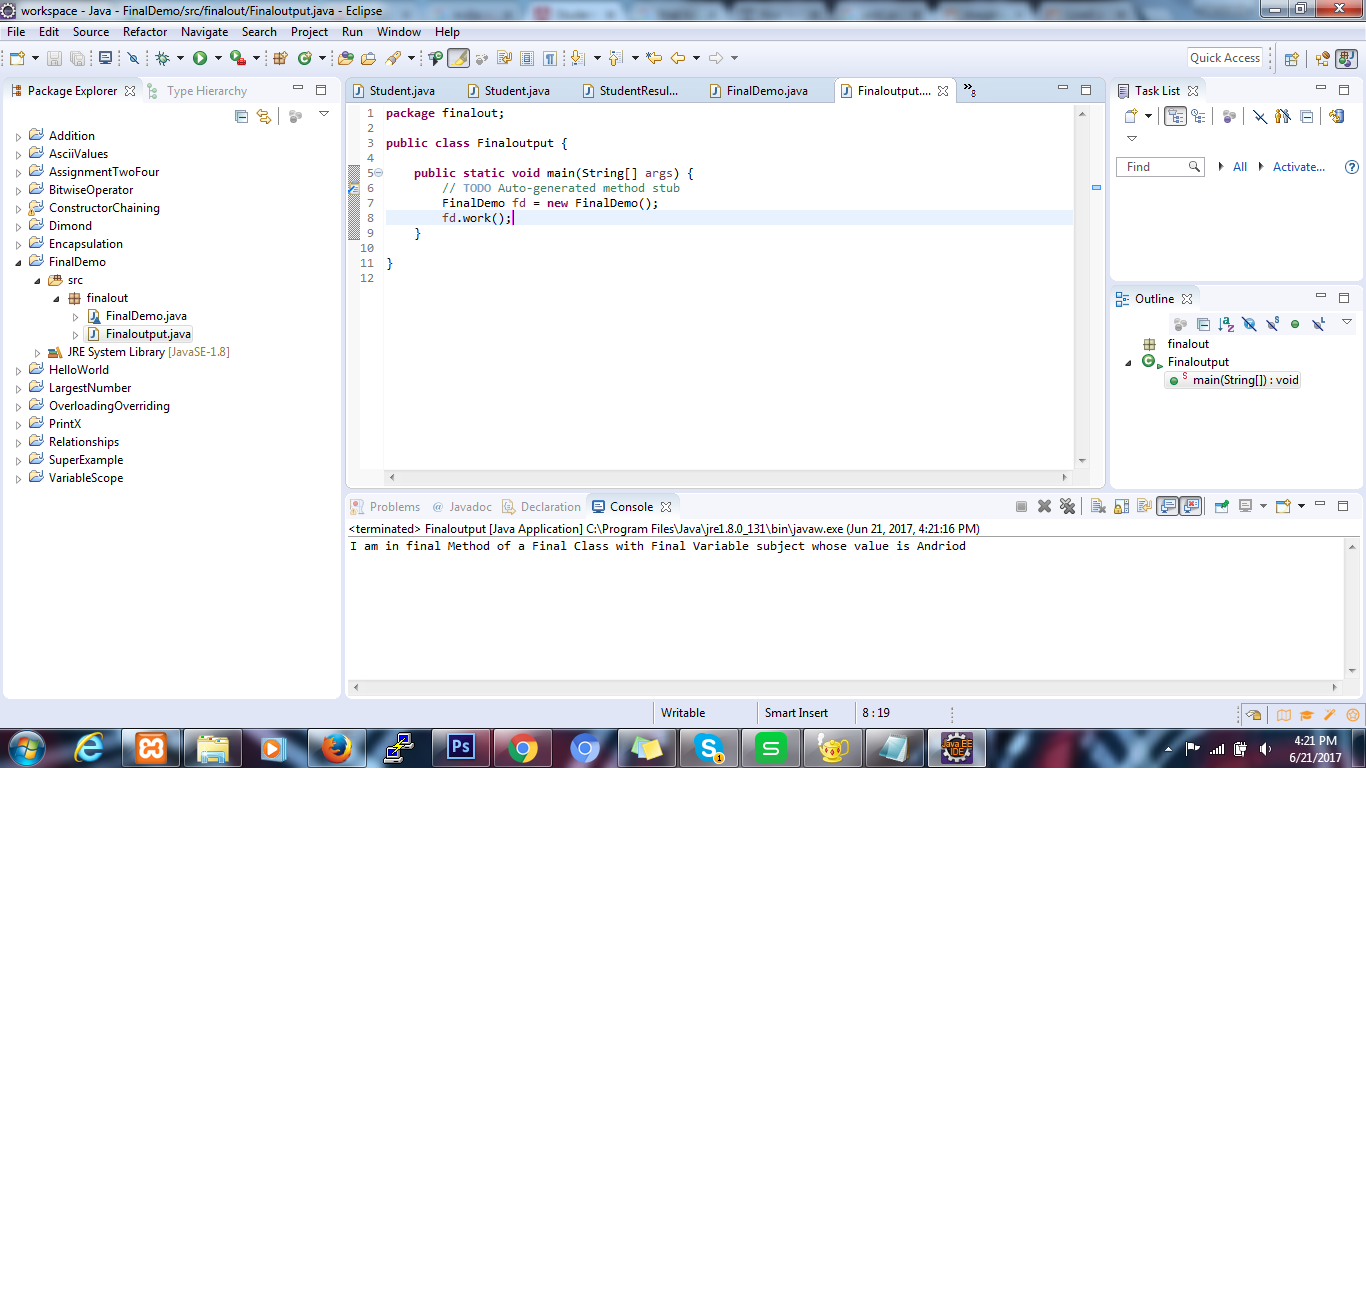 workspace - Java - FinalDemo/src/finalout/Finaloutput.java - Eclipse
File Edit Source Refactor Navigate Search Project Run Window Help
Quick Access
Package Explorer Type Hierarchy
Addition
AsciiValues
AssignmentTwoFour
BitwiseOperator
ConstructorChaining
Dimond
Encapsulation
FinalDemo
src
finalout
FinalDemo.java
Finaloutput.java
JRE System Library [JavaSE-1.8]
HelloWorld
LargestNumber
OverloadingOverriding
PrintX
Relationships
SuperExample
VariableScope
Student.java Student.java StudentResul... FinalDemo.java Finaloutput.... »8
1 package finalout;
2
3 public class Finaloutput {
4
5 public static void main(String[] args) {
6 // TODO Auto-generated method stub
7 FinalDemo fd = new FinalDemo();
8 fd.work();
9 }
10
11 }
12
Task List
Find All Activate...
Outline
finalout
Finaloutput
main(String[]) : void
Problems Javadoc Declaration Console
<terminated> Finaloutput [Java Application] C:\Program Files\Java\jre1.8.0_131\bin\javaw.exe (Jun 21, 2017, 4:21:16 PM)
I am in final Method of a Final Class with Final Variable subject whose value is Andriod
Writable Smart Insert 8 : 19
Ps S 1 S Java EE IDE
4:21 PM
6/21/2017